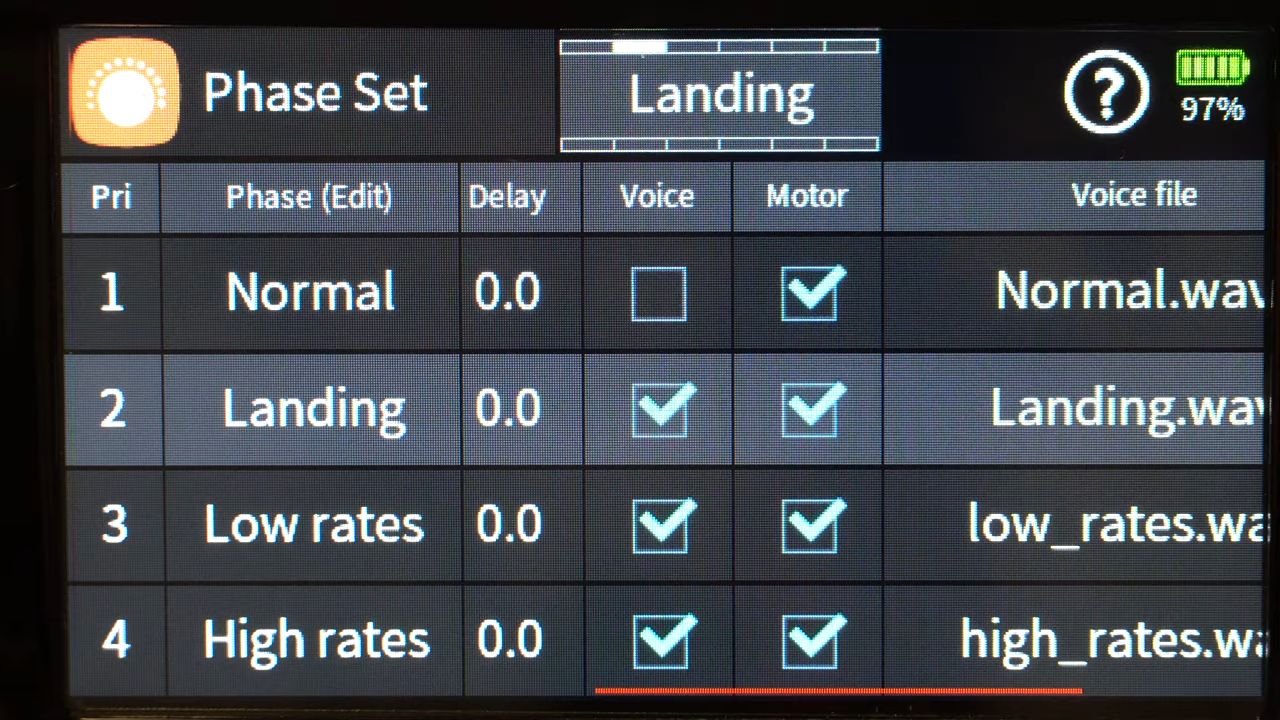 Phase Set
Landing
?
97%
Pri Phase (Edit) Delay Voice Motor Voice file
1 Normal 0.0 Normal.wav
2 Landing 0.0 Landing.wav
3 Low rates 0.0 low_rates.wa
4 High rates 0.0 high_rates.wa